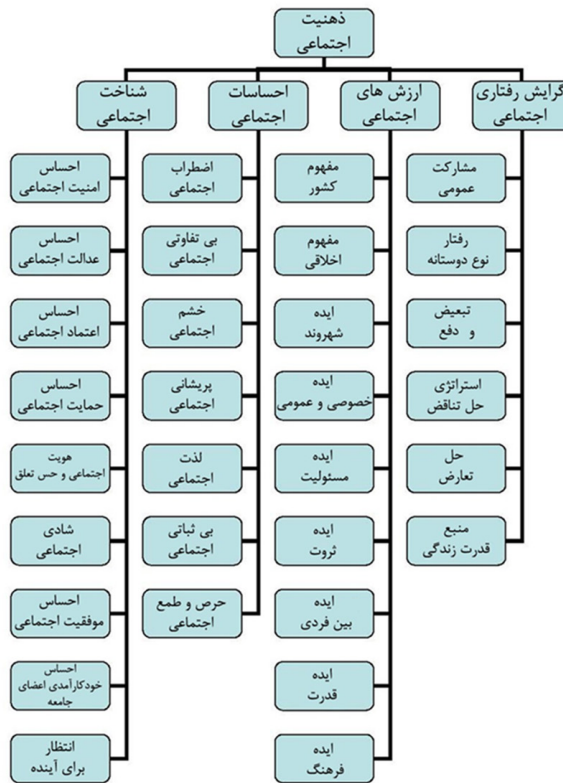 ذهنیت
اجتماعی
گرایش رفتاری
اجتماعی
ارزش های
اجتماعی
احساسات
اجتماعی
شناخت
اجتماعی
مشارکت
عمومی
رفتار
نوع دوستانه
تبعیض
و دفع
استراتژی
حل تناقض
حل
تعارض
منبع
قدرت زندگی
مفهوم
کشور
مفهوم
اخلاقی
ایده
شهروند
ایده
خصوصی و عمومی
ایده
مسئولیت
ایده
ثروت
ایده
بین فردی
ایده
قدرت
ایده
فرهنگ
اضطراب
اجتماعی
بی تفاوتی
اجتماعی
خشم
اجتماعی
پریشانی
اجتماعی
لذت
اجتماعی
بی ثباتی
اجتماعی
حرص و طمع
اجتماعی
احساس
امنیت اجتماعی
احساس
عدالت اجتماعی
احساس
اعتماد اجتماعی
احساس
حمایت اجتماعی
هویت
اجتماعی و حس تعلق
شادی
اجتماعی
احساس
موفقیت اجتماعی
احساس
خودکارآمدی اعضای
جامعه
انتظار
برای آینده